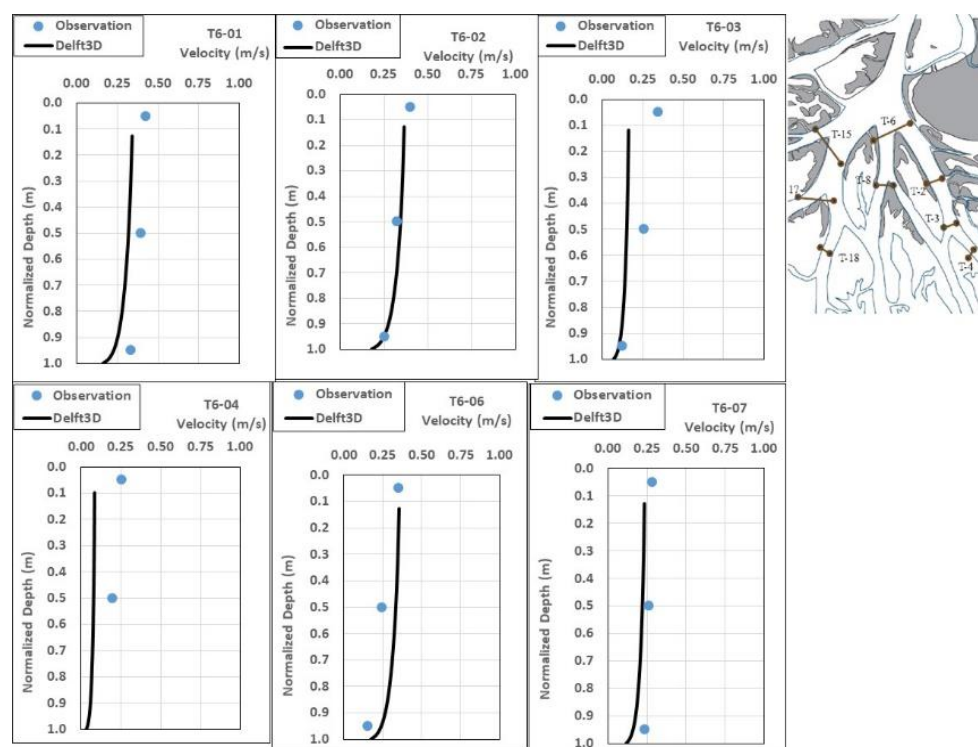 Observation
Delft3D
T6-01
Velocity (m/s)
0.00 0.25 0.50 0.75 1.00
Normalized Depth (m)
0.0
0.1
0.2
0.3
0.4
0.5
0.6
0.7
0.8
0.9
1.0
Observation
Delft3D
T6-02
Velocity (m/s)
0.00 0.25 0.50 0.75 1.00
Normalized Depth (m)
0.0
0.1
0.2
0.3
0.4
0.5
0.6
0.7
0.8
0.9
1.0
Observation
Delft3D
T6-03
Velocity (m/s)
0.00 0.25 0.50 0.75 1.00
Normalized Depth (m)
0.0
0.1
0.2
0.3
0.4
0.5
0.6
0.7
0.8
0.9
1.0
T-6
T-15
T-8
T-2
17
T-3
T-18
T-4
Observation
Delft3D
T6-04
Velocity (m/s)
0.00 0.25 0.50 0.75 1.00
Normalized Depth (m)
0.0
0.1
0.2
0.3
0.4
0.5
0.6
0.7
0.8
0.9
1.0
Observation
Delft3D
T6-06
Velocity (m/s)
0.00 0.25 0.50 0.75 1.00
Normalized Depth (m)
0.0
0.1
0.2
0.3
0.4
0.5
0.6
0.7
0.8
0.9
1.0
Observation
Delft3D
T6-07
Velocity (m/s)
0.00 0.25 0.50 0.75 1.00
Normalized Depth (m)
0.0
0.1
0.2
0.3
0.4
0.5
0.6
0.7
0.8
0.9
1.0